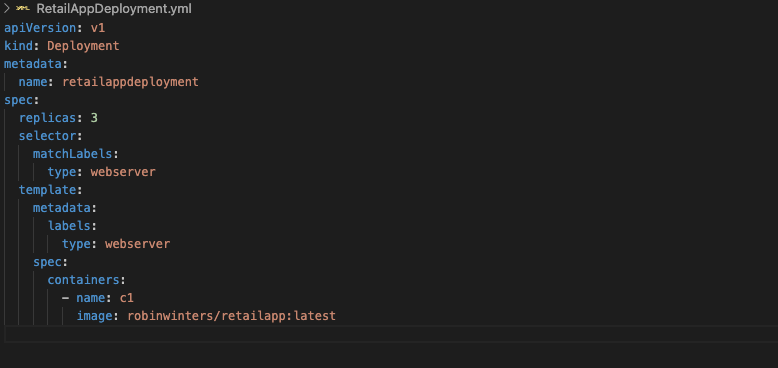 > YAML RetailAppDeployment.yml
apiVersion: v1
kind: Deployment
metadata:
  name: retailappdeployment
spec:
  replicas: 3
  selector:
    matchLabels:
      type: webserver
  template:
    metadata:
      labels:
        type: webserver
    spec:
      containers:
        - name: c1
          image: robinwinters/retailapp:latest